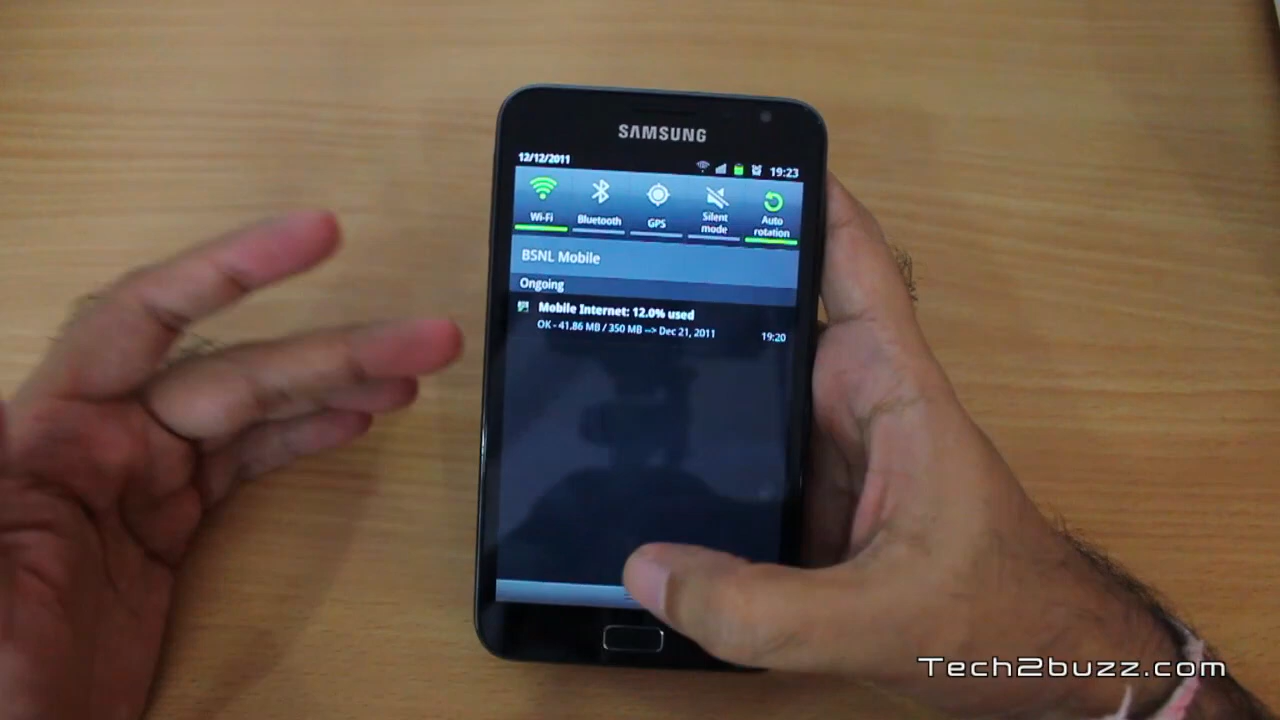 SAMSUNG
12/12/2011 19:23
Wi-Fi Bluetooth GPS Silent mode Auto rotation
BSNL Mobile
Ongoing
Mobile Internet: 12.0% used
OK - 41.86 MB / 350 MB --> Dec 21, 2011 19:20
Tech2buzz.com